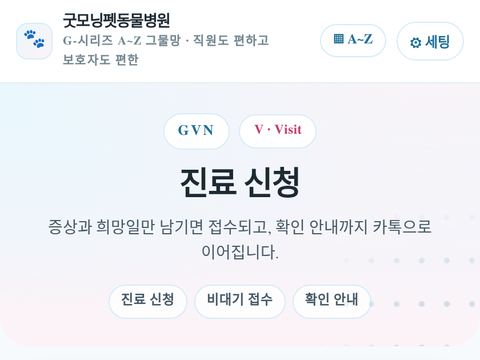 굿모닝펫동물병원
G-시리즈 A~Z 그물망 · 직원도 편하고
보호자도 편한
A~Z
세팅
GVN
V · Visit
진료 신청
증상과 희망일만 남기면 접수되고, 확인 안내까지 카톡으로
이어집니다.
진료 신청
비대기 접수
확인 안내